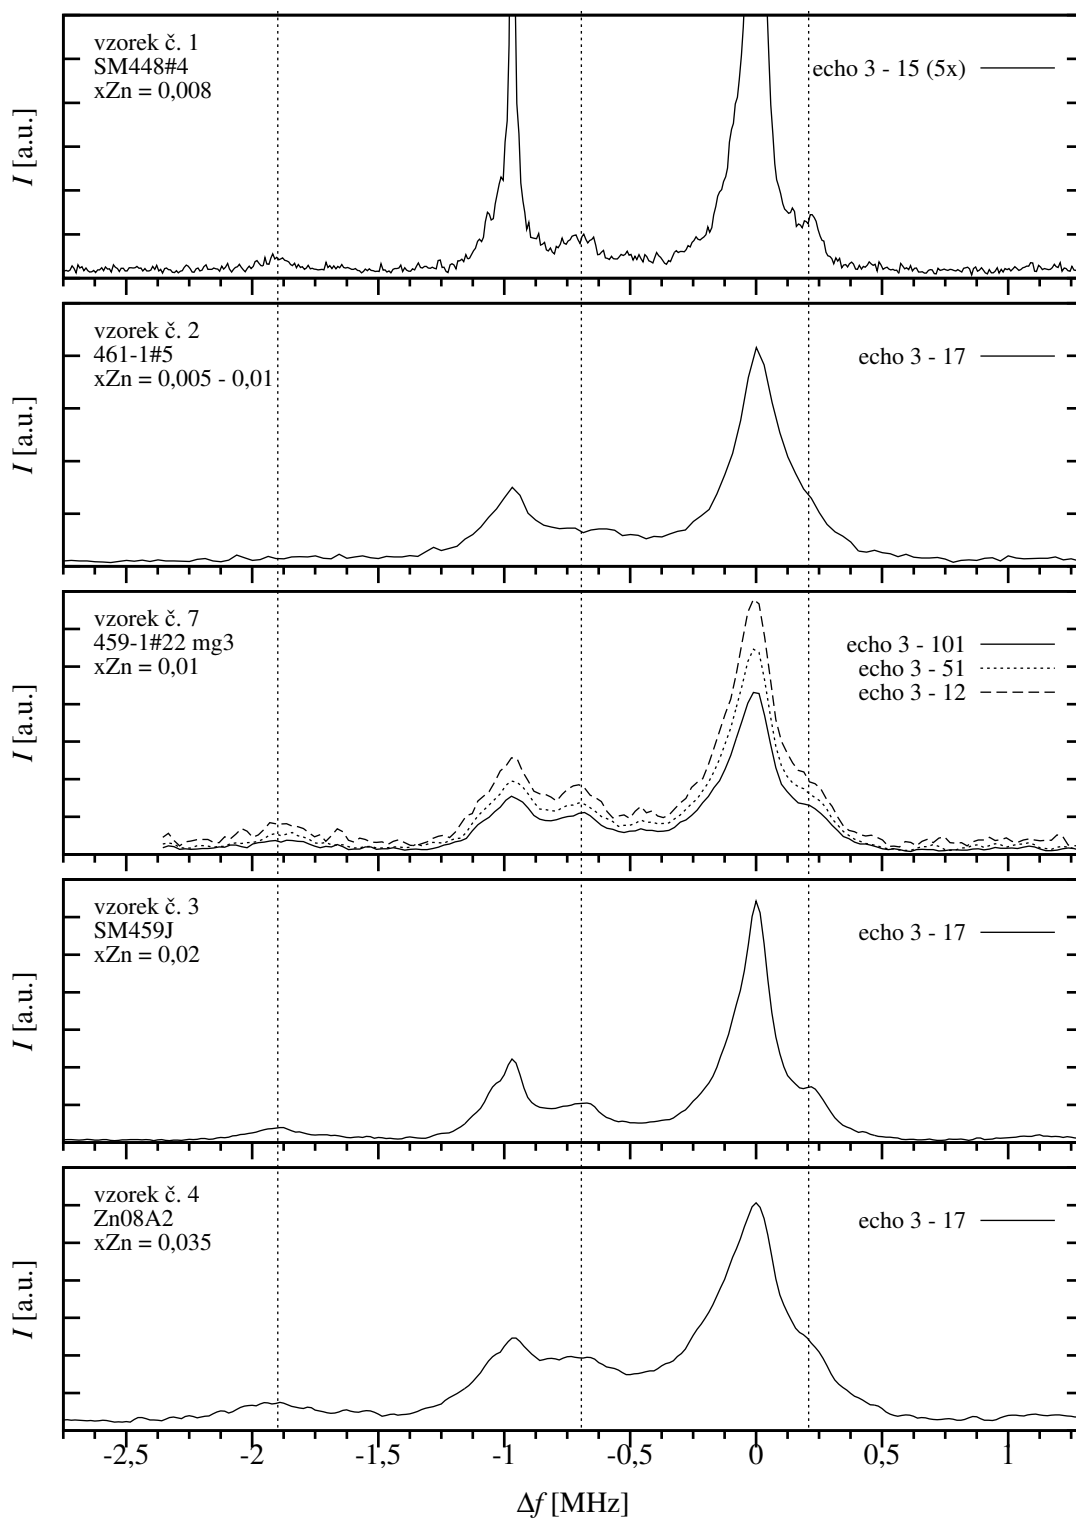 vzorek č. 1
SM448#4
xZn = 0,008
echo 3 - 15 (5x)
I [a.u.]
vzorek č. 2
461-1#5
xZn = 0,005 - 0,01
echo 3 - 17
I [a.u.]
vzorek č. 7
459-1#22 mg3
xZn = 0,01
echo 3 - 101
echo 3 - 51
echo 3 - 12
I [a.u.]
vzorek č. 3
SM459J
xZn = 0,02
echo 3 - 17
I [a.u.]
vzorek č. 4
Zn08A2
xZn = 0,035
echo 3 - 17
I [a.u.]
-2,5 -2 -1,5 -1 -0,5 0 0,5 1
Δf [MHz]